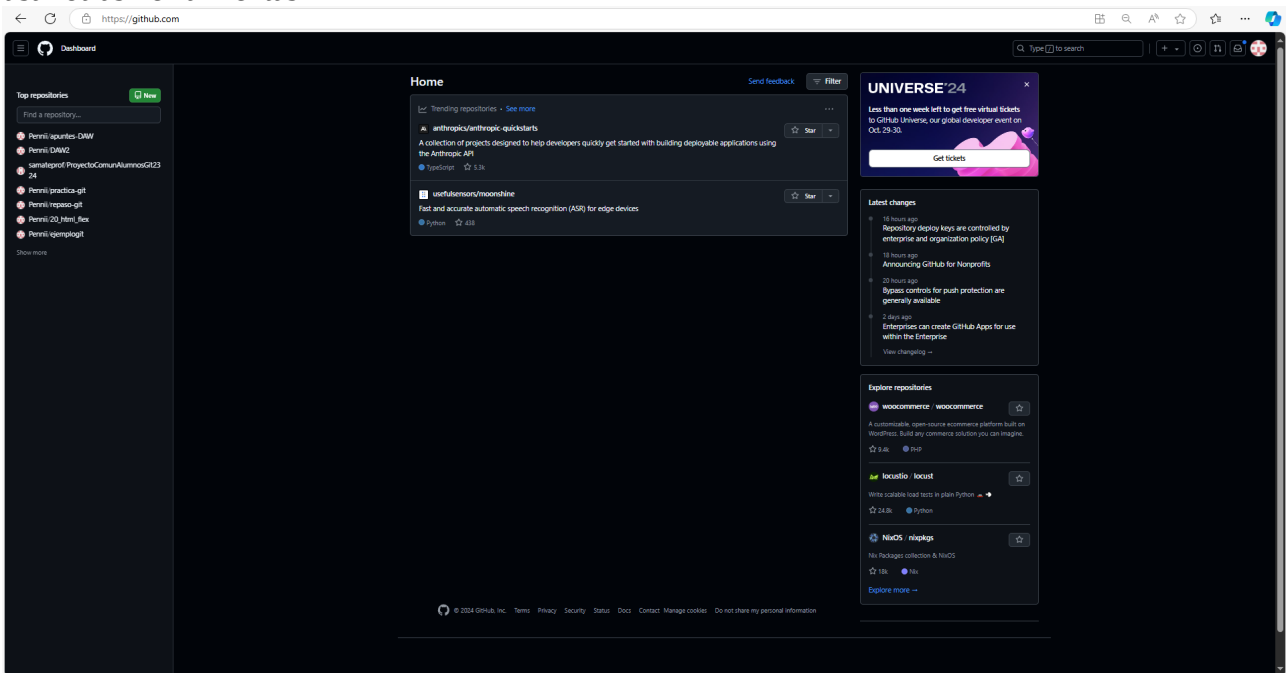 https://github.com
Dashboard
Type / to search
Top repositories
New
Find a repository...
Pennii/apuntes-DAW
Pennii/DAW2
samateprof/ProyectoComunAlumnosGit23
24
Pennii/practica-git
Pennii/repaso-git
Pennii/20_html_flex
Pennii/ejemplogit
Show more
Home
Send feedback
Filter
Trending repositories · See more
anthropics/anthropic-quickstarts
Star
A collection of projects designed to help developers quickly get started with building deployable applications using
the Anthropic API
TypeScript
5.3k
usefulsensors/moonshine
Star
Fast and accurate automatic speech recognition (ASR) for edge devices
Python
438
UNIVERSE'24
Less than one week left to get free virtual tickets
to GitHub Universe, our global developer event on
Oct. 29-30.
Get tickets
Latest changes
16 hours ago
Repository deploy keys are controlled by
enterprise and organization policy [GA]
18 hours ago
Announcing GitHub for Nonprofits
20 hours ago
Bypass controls for push protection are
generally available
2 days ago
Enterprises can create GitHub Apps for use
within the Enterprise
View changelog →
Explore repositories
woocommerce / woocommerce
A customizable, open-source ecommerce platform built on
WordPress. Build any commerce solution you can imagine.
9.4k
PHP
locustio / locust
Write scalable load tests in plain Python
24.8k
Python
NixOS / nixpkgs
Nix Packages collection & NixOS
18k
Nix
Explore more →
© 2024 GitHub, Inc. Terms Privacy Security Status Docs Contact Manage cookies Do not share my personal information